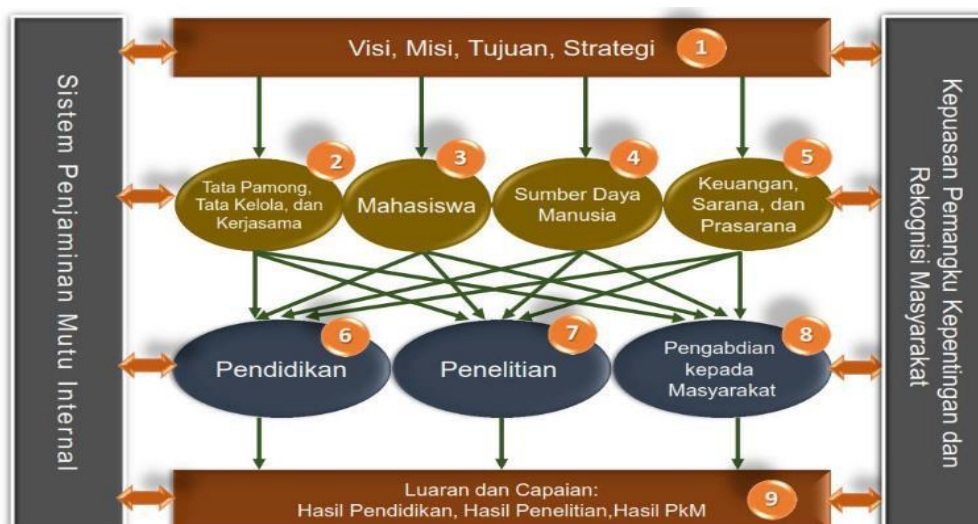 Sistem Penjaminan Mutu Internal
Visi, Misi, Tujuan, Strategi
1
2
Tata Pamong,
Tata Kelola, dan
Kerjasama
3
Mahasiswa
4
Sumber Daya
Manusia
5
Keuangan,
Sarana, dan
Prasarana
6
Pendidikan
7
Penelitian
8
Pengabdian
kepada
Masyarakat
9
Luaran dan Capaian:
Hasil Pendidikan, Hasil Penelitian,Hasil PkM
Kepuasan Pemangku Kepentingan dan
Rekognisi Masyarakat